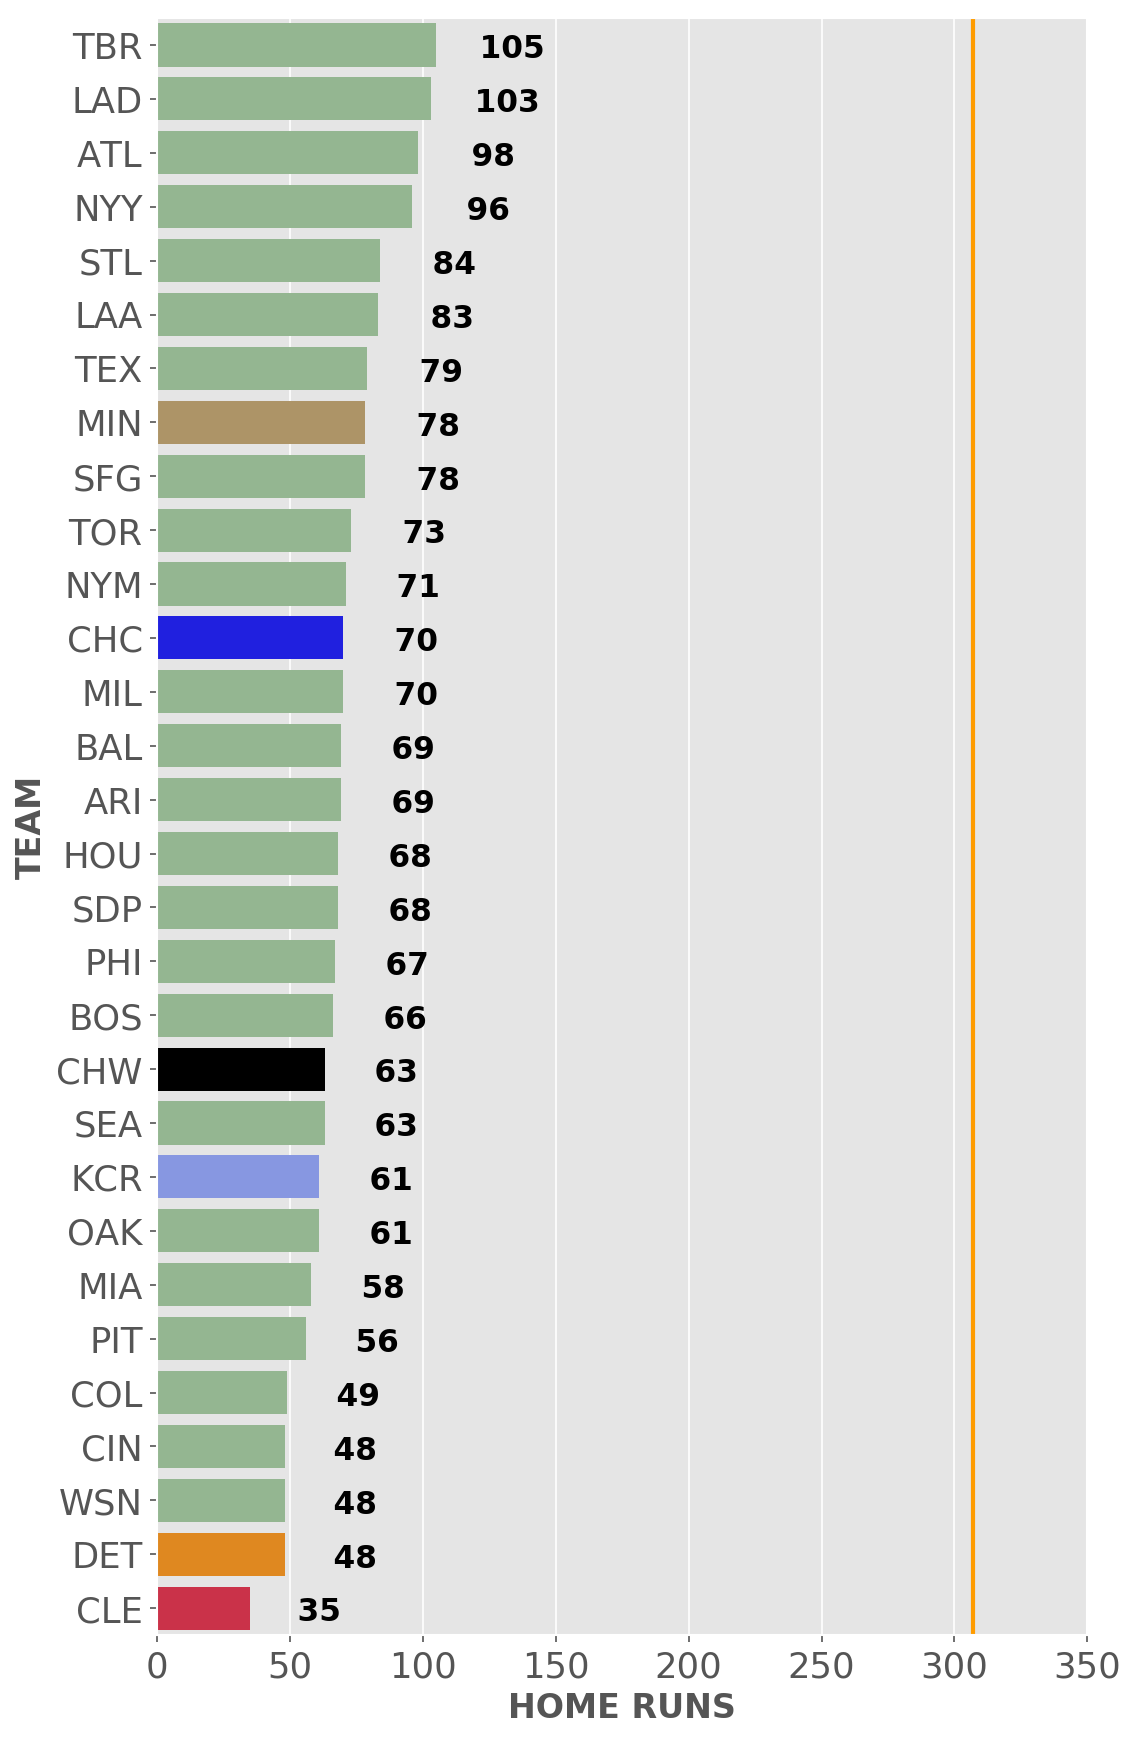 TBR 105
LAD 103
ATL 98
NYY 96
STL 84
LAA 83
TEX 79
MIN 78
SFG 78
TOR 73
NYM 71
CHC 70
MIL 70
BAL 69
ARI 69
HOU 68
SDP 68
PHI 67
BOS 66
CHW 63
SEA 63
KCR 61
OAK 61
MIA 58
PIT 56
COL 49
CIN 48
WSN 48
DET 48
CLE 35
TEAM
0 50 100 150 200 250 300 350
HOME RUNS